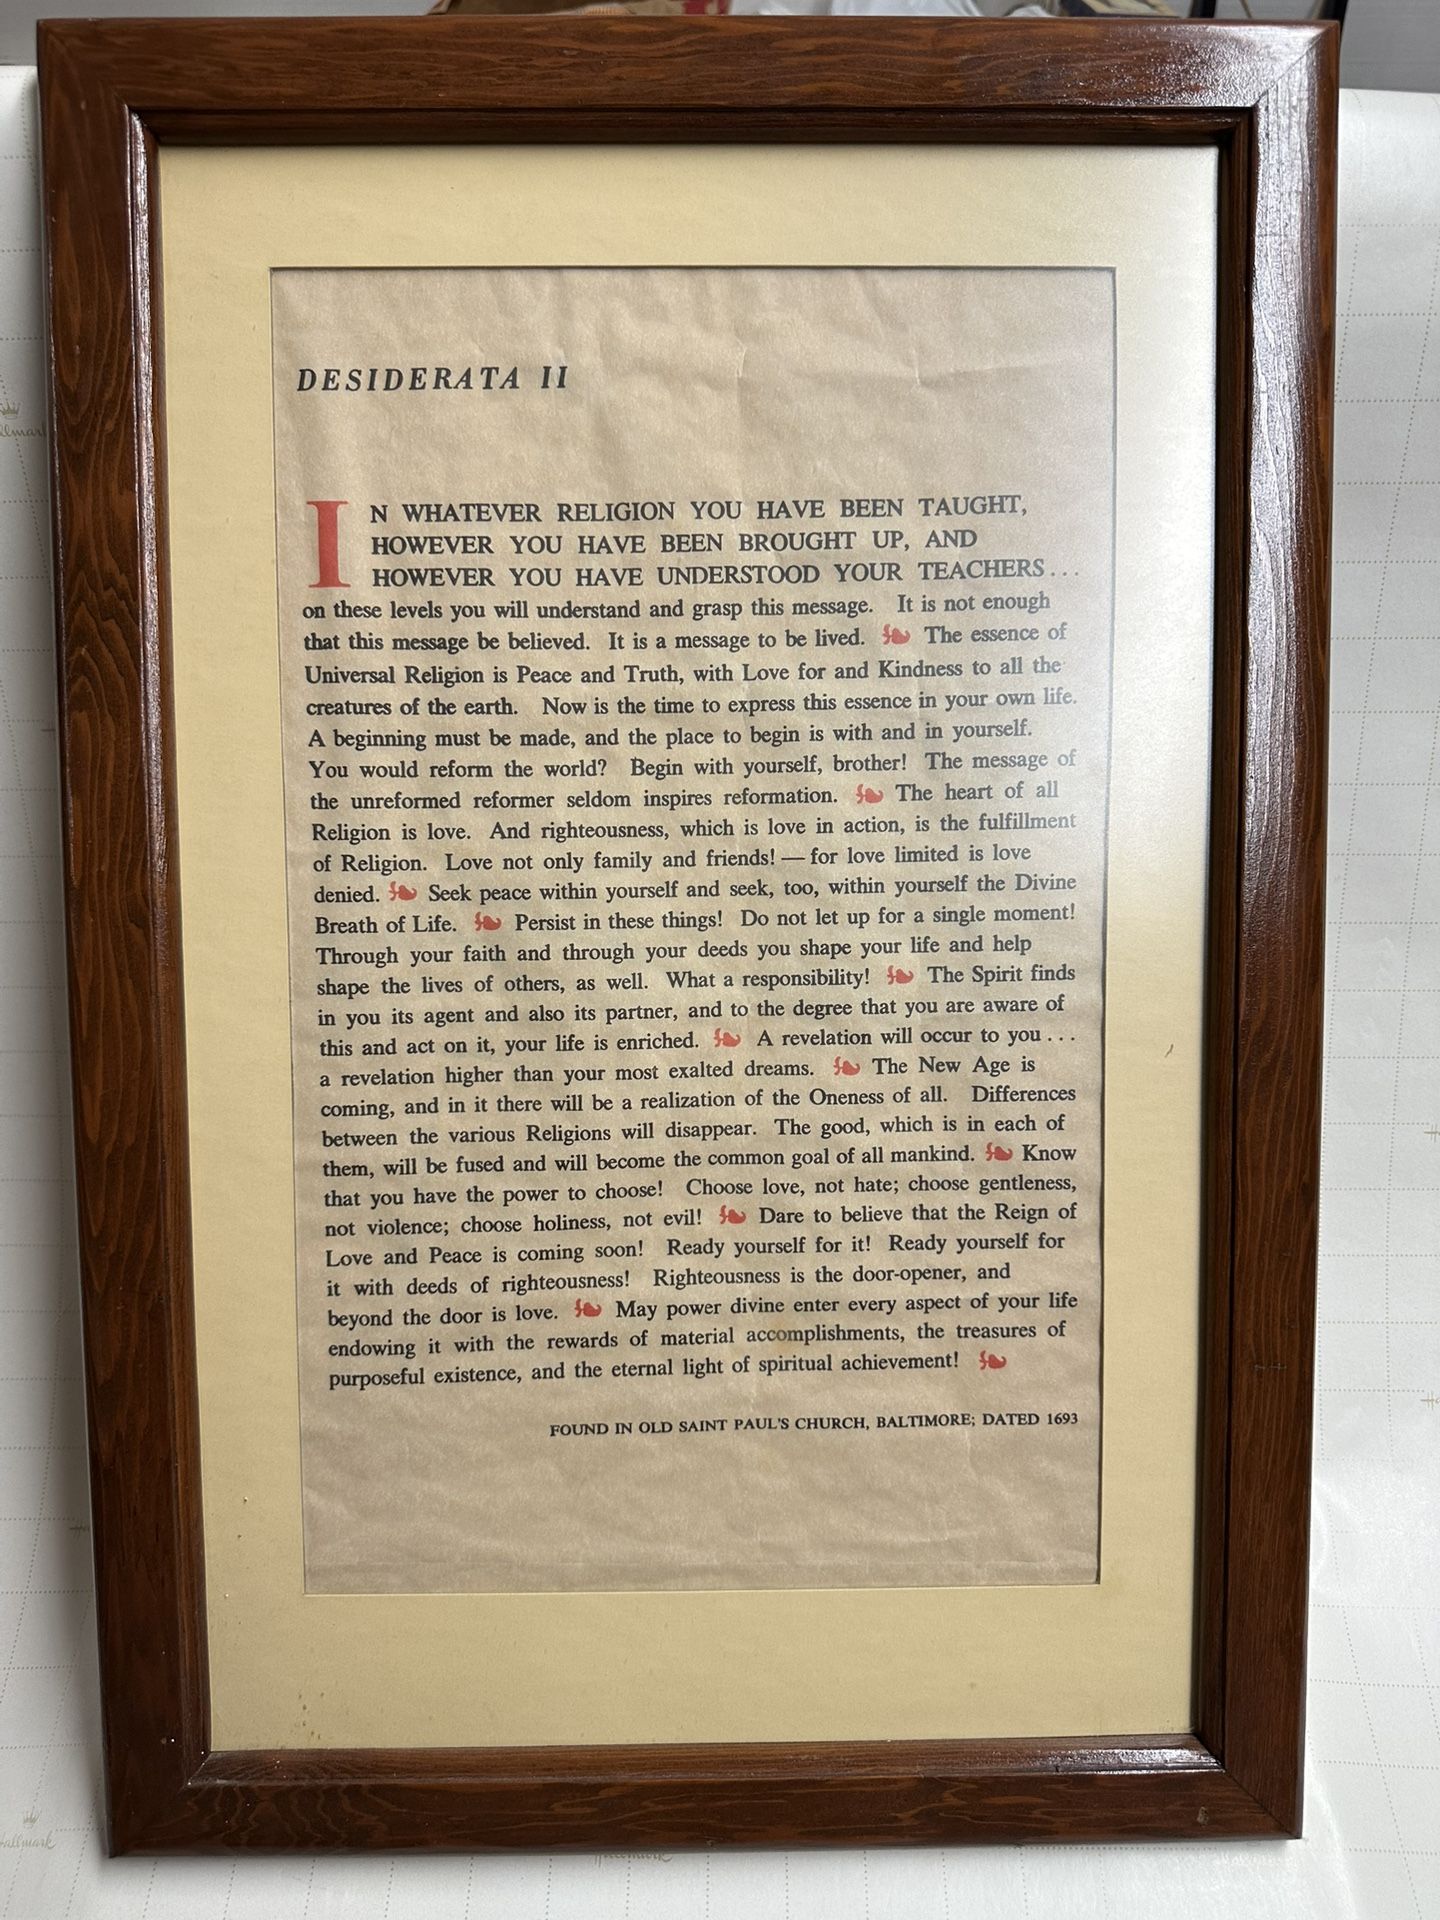 DESIDERATA II
IN WHATEVER RELIGION YOU HAVE BEEN TAUGHT,
HOWEVER YOU HAVE BEEN BROUGHT UP, AND
HOWEVER YOU HAVE UNDERSTOOD YOUR TEACHERS...
on these levels you will understand and grasp this message. It is not enough
that this message be believed. It is a message to be lived. The essence of
Universal Religion is Peace and Truth, with Love for and Kindness to all the
creatures of the earth. Now is the time to express this essence in your own life.
A beginning must be made, and the place to begin is with and in yourself.
You would reform the world? Begin with yourself, brother! The message of
the unreformed reformer seldom inspires reformation. The heart of all
Religion is love. And righteousness, which is love in action, is the fulfillment
of Religion. Love not only family and friends! — for love limited is love
denied. Seek peace within yourself and seek, too, within yourself the Divine
Breath of Life. Persist in these things! Do not let up for a single moment!
Through your faith and through your deeds you shape your life and help
shape the lives of others, as well. What a responsibility! The Spirit finds
in you its agent and also its partner, and to the degree that you are aware of
this and act on it, your life is enriched. A revelation will occur to you...
a revelation higher than your most exalted dreams. The New Age is
coming, and in it there will be a realization of the Oneness of all. Differences
between the various Religions will disappear. The good, which is in each of
them, will be fused and will become the common goal of all mankind. Know
that you have the power to choose! Choose love, not hate; choose gentleness,
not violence; choose holiness, not evil! Dare to believe that the Reign of
Love and Peace is coming soon! Ready yourself for it! Ready yourself for
it with deeds of righteousness! Righteousness is the door-opener, and
beyond the door is love. May power divine enter every aspect of your life
endowing it with the rewards of material accomplishments, the treasures of
purposeful existence, and the eternal light of spiritual achievement!
FOUND IN OLD SAINT PAUL'S CHURCH, BALTIMORE; DATED 1693
Hallmark